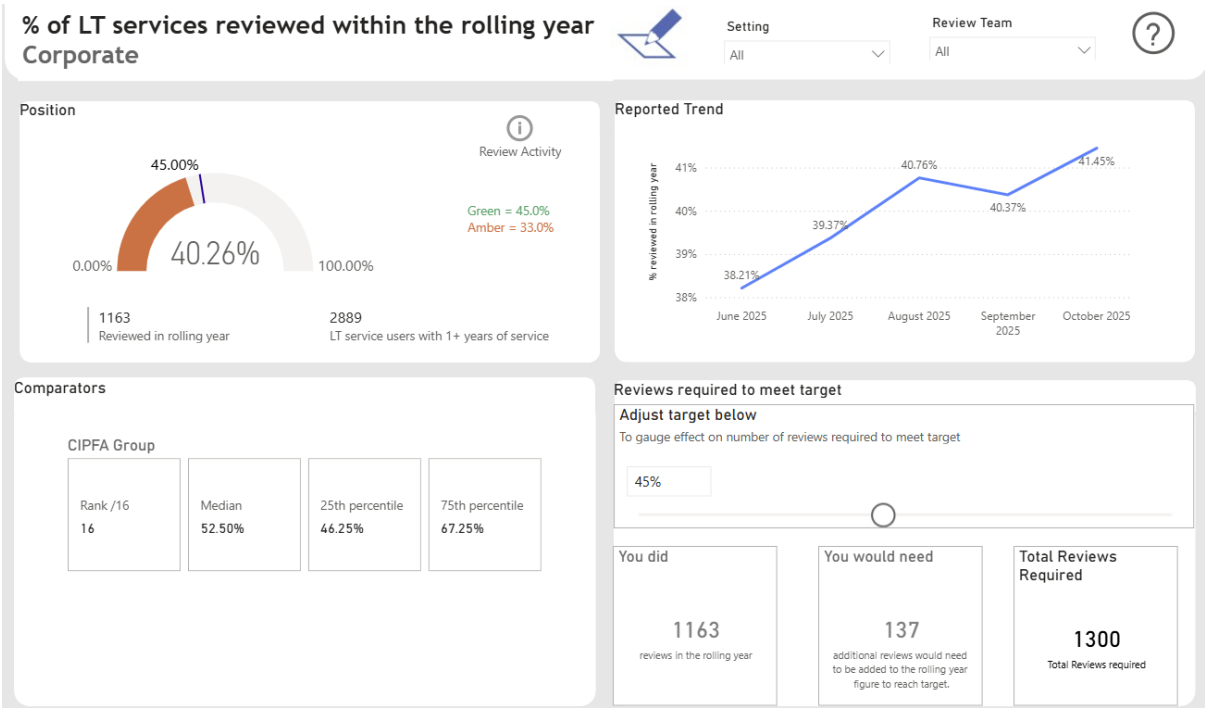 % of LT services reviewed within the rolling year
Corporate
Setting
All
Review Team
All
?
Position
i
Review Activity
45.00%
Green = 45.0%
Amber = 33.0%
40.26%
0.00%
100.00%
1163
Reviewed in rolling year
2889
LT service users with 1+ years of service
Reported Trend
% reviewed in rolling year
41%
40%
39%
38%
38.21%
39.37%
40.76%
40.37%
41.45%
June 2025
July 2025
August 2025
September
2025
October 2025
Comparators
CIPFA Group
Rank /16
16
Median
52.50%
25th percentile
46.25%
75th percentile
67.25%
Reviews required to meet target
Adjust target below
To gauge effect on number of reviews required to meet target
45%
You did
1163
reviews in the rolling year
You would need
137
additional reviews would need
to be added to the rolling year
figure to reach target.
Total Reviews
Required
1300
Total Reviews required